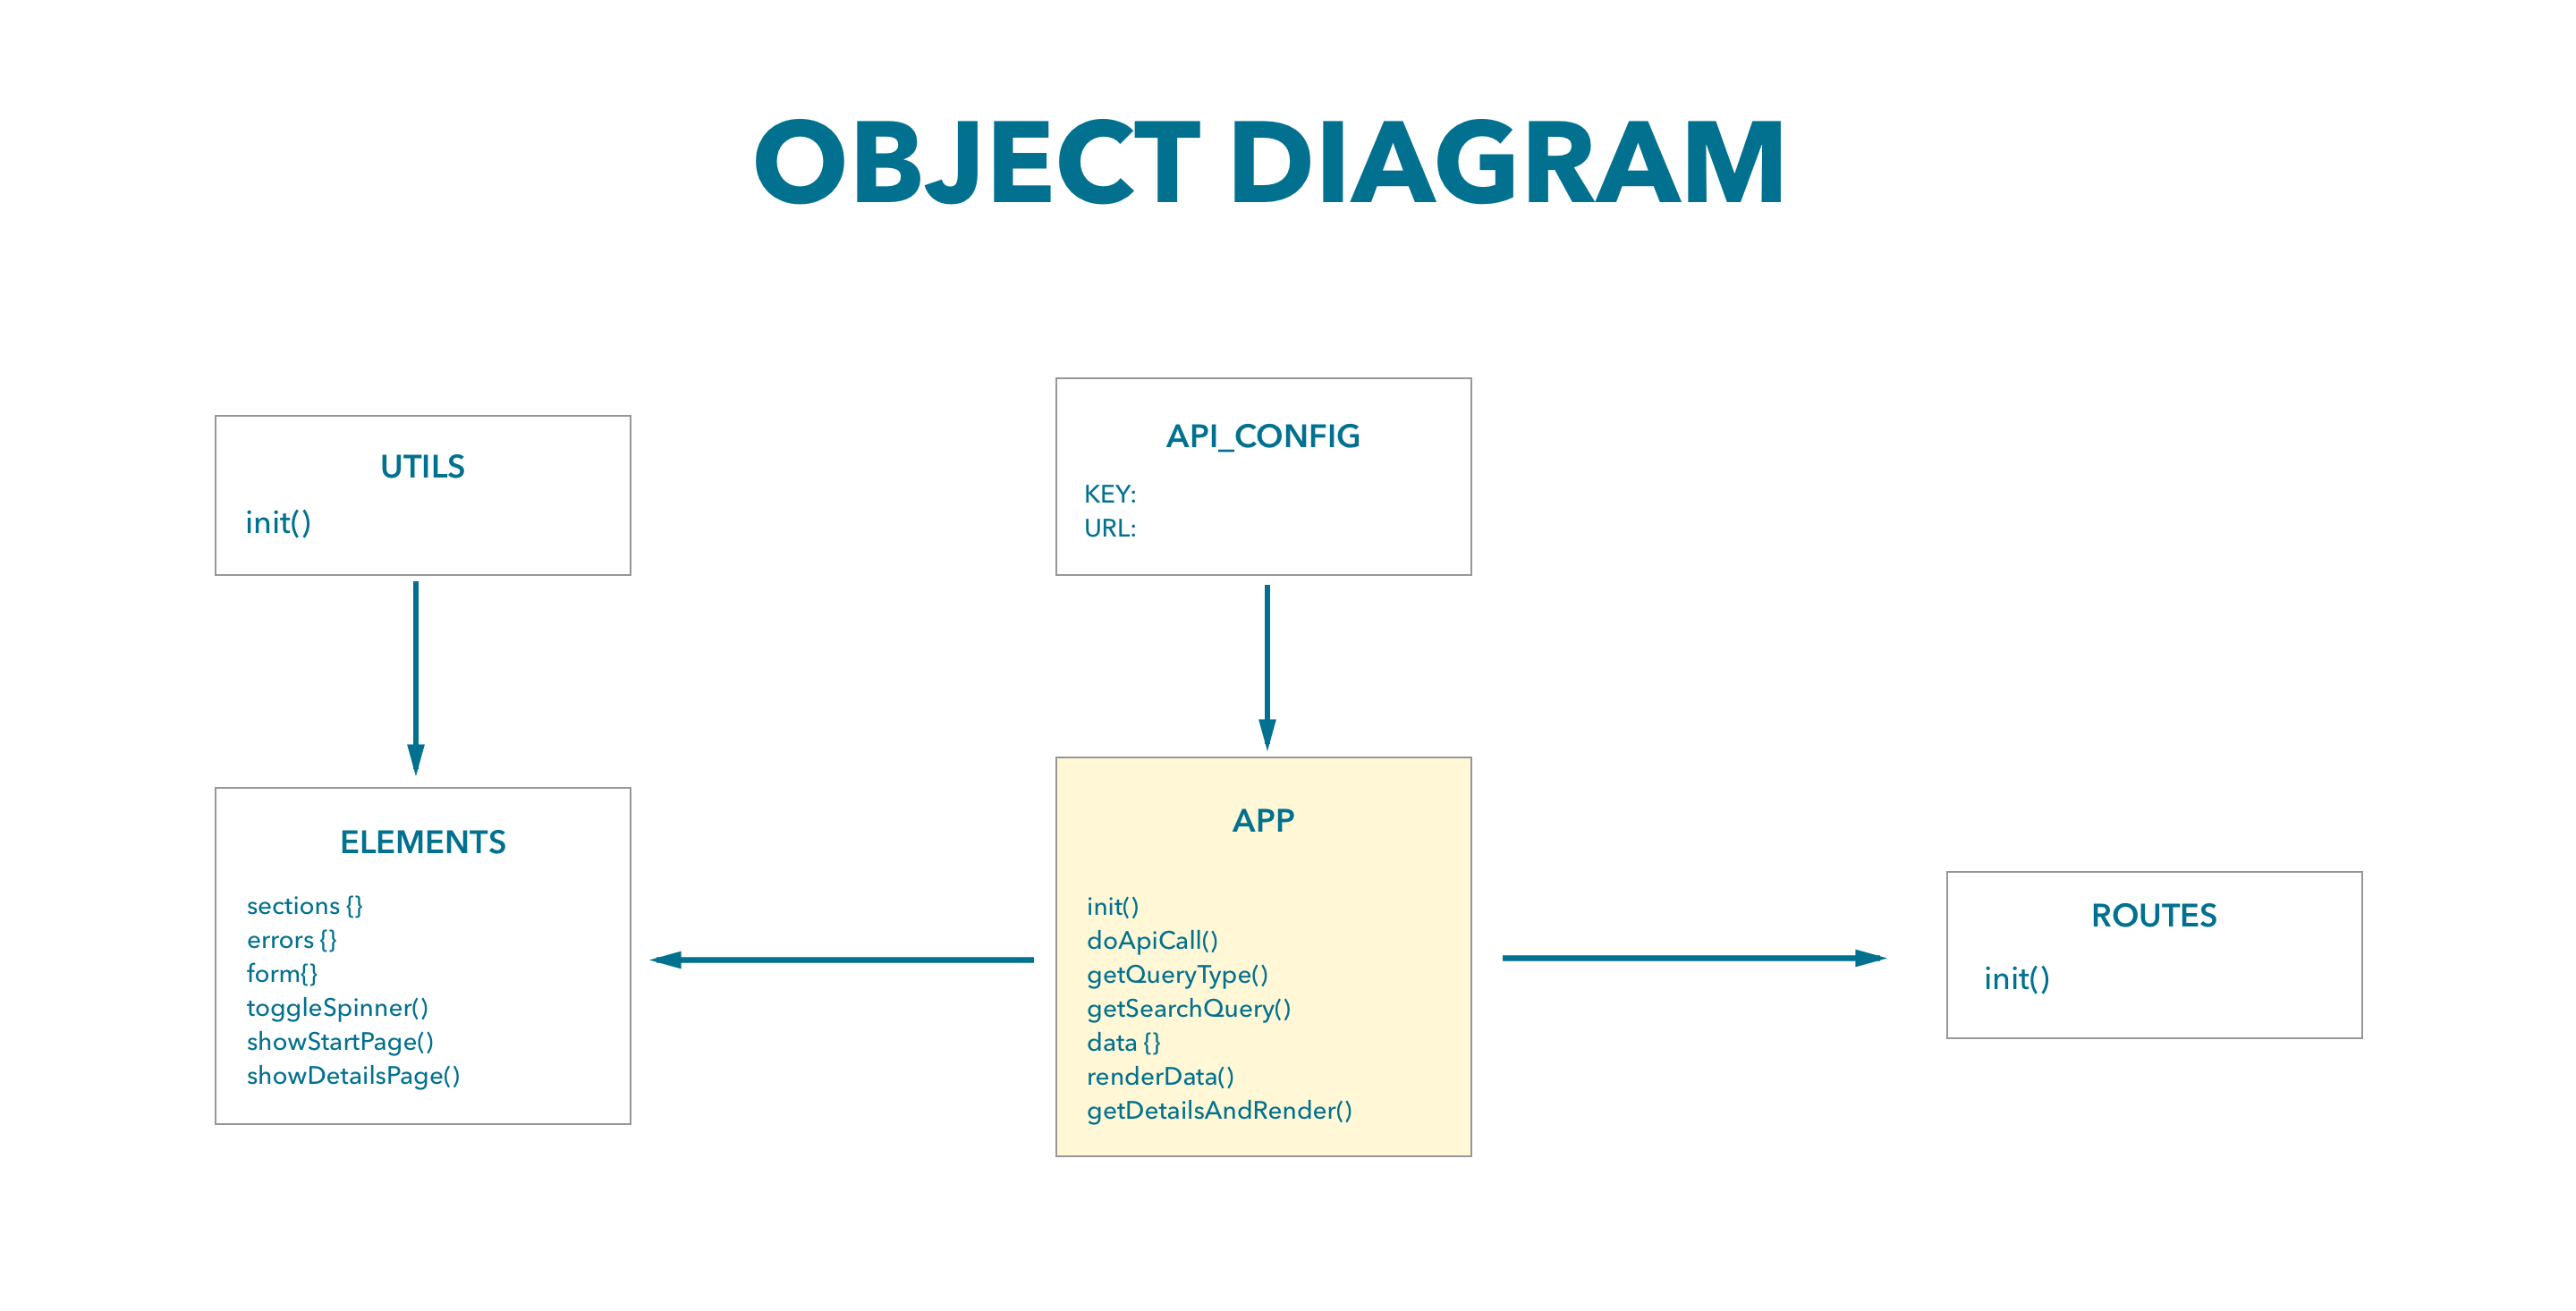 OBJECT DIAGRAM
UTILS
init()
API_CONFIG
KEY:
URL:
ELEMENTS
sections {}
errors {}
form{}
toggleSpinner()
showStartPage()
showDetailsPage()
APP
init()
doApiCall()
getQueryType()
getSearchQuery()
data {}
renderData()
getDetailsAndRender()
ROUTES
init()